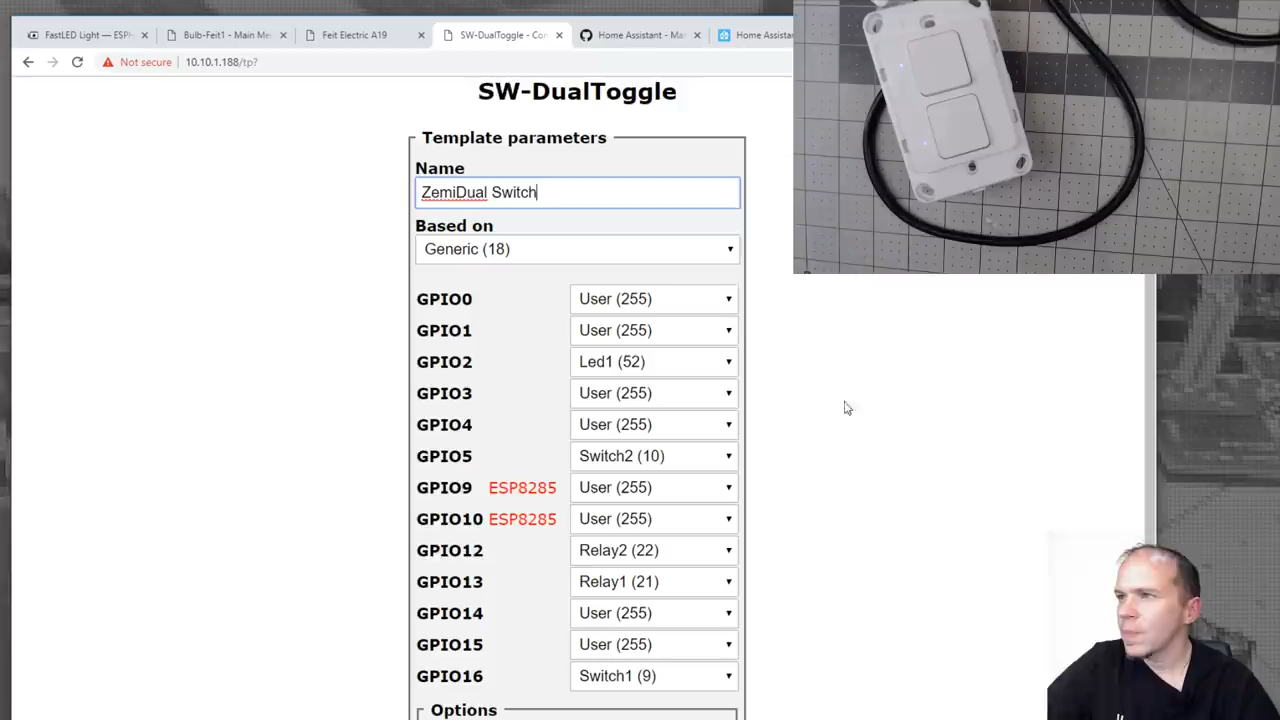 FastLED Light — ESPH
Bulb-Feit1 - Main Me
Feit Electric A19
SW-DualToggle - Con
Home Assistant - Ma
Home Assistan
Not secure
10.10.1.188/tp?
SW-DualToggle
Template parameters
Name
ZemiDual Switch
Based on
Generic (18)
GPIO0 User (255)
GPIO1 User (255)
GPIO2 Led1 (52)
GPIO3 User (255)
GPIO4 User (255)
GPIO5 Switch2 (10)
GPIO9 ESP8285 User (255)
GPIO10 ESP8285 User (255)
GPIO12 Relay2 (22)
GPIO13 Relay1 (21)
GPIO14 User (255)
GPIO15 User (255)
GPIO16 Switch1 (9)
Options